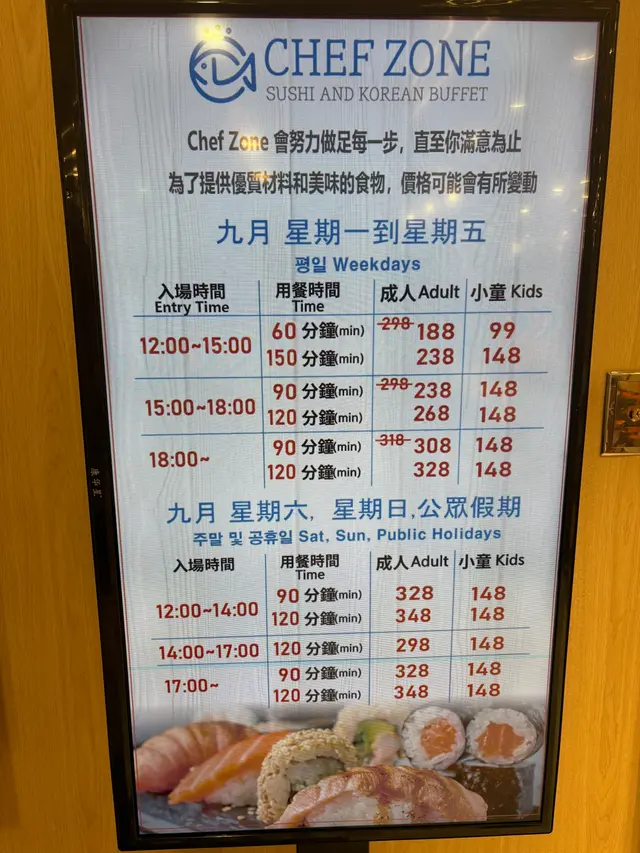 CHEF ZONE
SUSHI AND KOREAN BUFFET
Chef Zone 會努力做足每一步，直至你滿意為止
為了提供優質材料和美味的食物，價格可能會有所變動
九月 星期一到星期五
평일 Weekdays
入場時間 用餐時間 成人 Adult 小童 Kids
Entry Time Time
12:00~15:00 60 分鐘(min) 298 188 99
150 分鐘(min) 238 148
15:00~18:00 90 分鐘(min) 298 238 148
120 分鐘(min) 268 148
18:00~ 90 分鐘(min) 318 308 148
120 分鐘(min) 328 148
九月 星期六, 星期日,公眾假期
주말 및 공휴일 Sat, Sun, Public Holidays
入場時間 用餐時間 成人 Adult 小童 Kids
Time
12:00~14:00 90 分鐘(min) 328 148
120 分鐘(min) 348 148
14:00~17:00 120 分鐘(min) 298 148
17:00~ 90 分鐘(min) 328 148
120 分鐘(min) 348 148